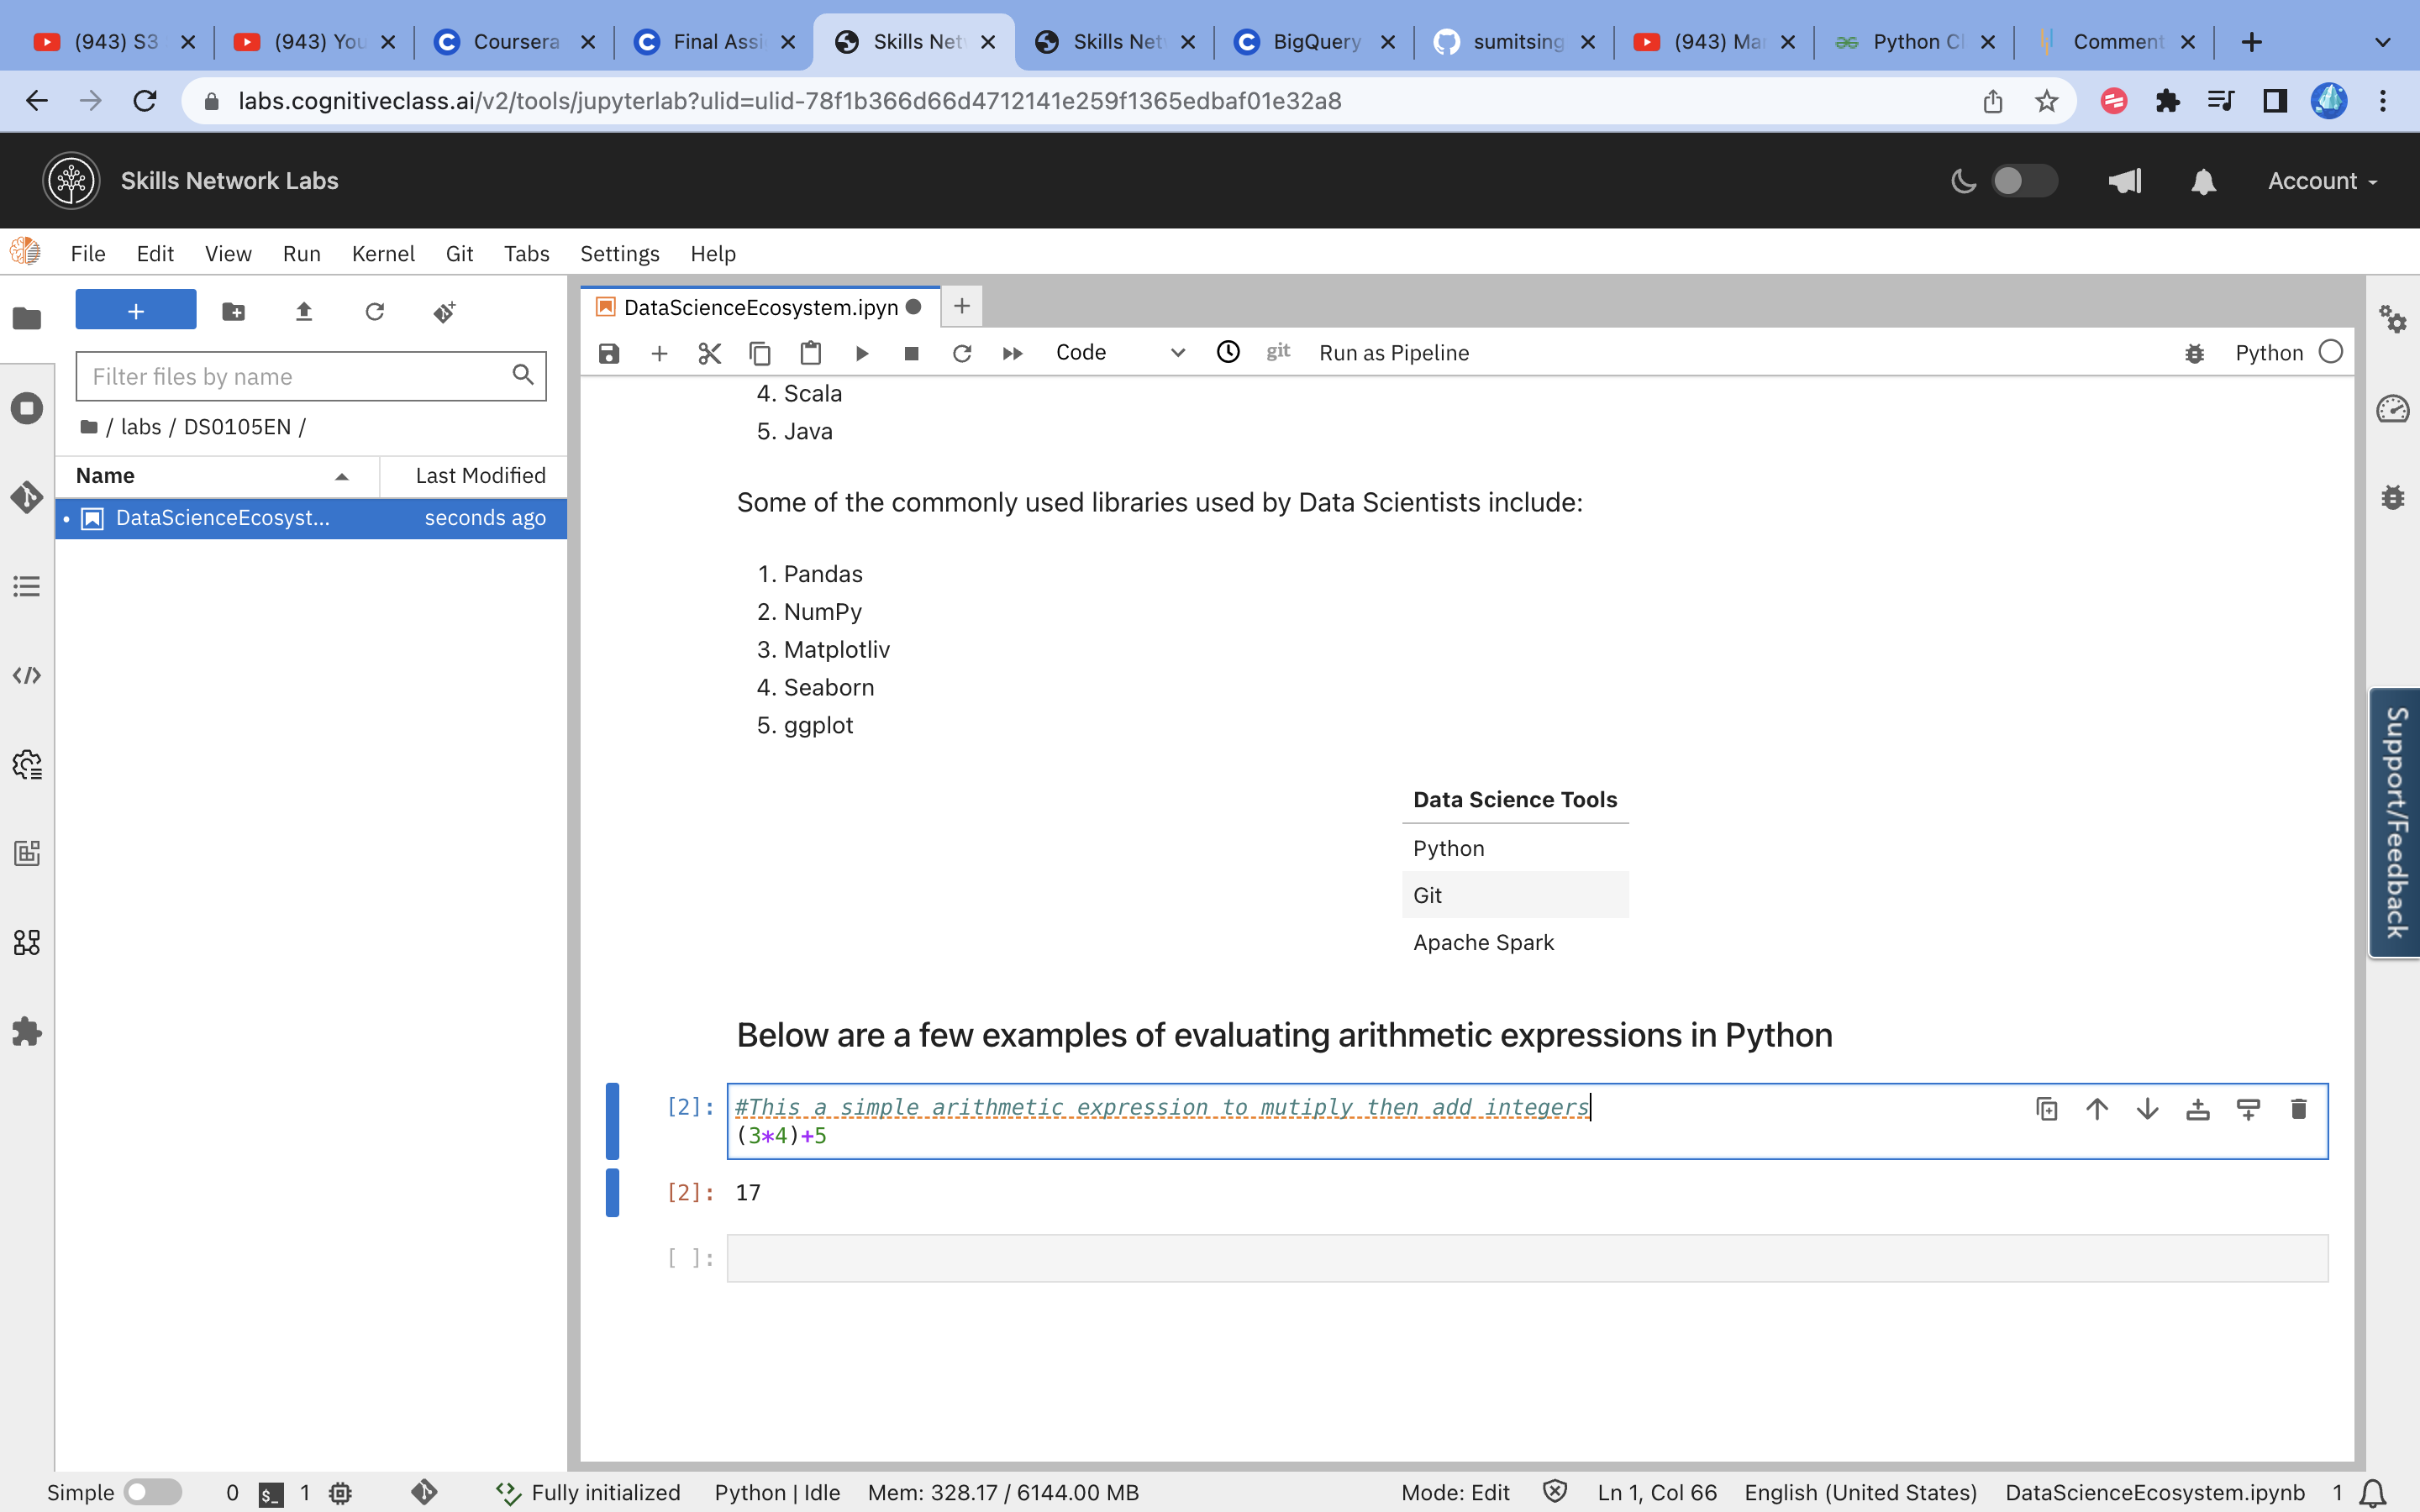 (943) S3
(943) You
Coursera
Final Assi
Skills Net
Skills Net
BigQuery
sumitsing
(943) Ma
Python Cl
Comment
labs.cognitiveclass.ai/v2/tools/jupyterlab?ulid=ulid-78f1b366d66d4712141e259f1365edbaf01e32a8
Skills Network Labs
Account
File Edit View Run Kernel Git Tabs Settings Help
Filter files by name
/ labs / DS0105EN /
Name Last Modified
DataScienceEcosyst... seconds ago
DataScienceEcosystem.ipyn
Code
git
Run as Pipeline
Python
4. Scala
5. Java
Some of the commonly used libraries used by Data Scientists include:
1. Pandas
2. NumPy
3. Matplotliv
4. Seaborn
5. ggplot
Data Science Tools
Python
Git
Apache Spark
Below are a few examples of evaluating arithmetic expressions in Python
[2]: #This a simple arithmetic expression to mutiply then add integers
(3*4)+5
[2]: 17
[ ]:
Support/Feedback
Simple 0 $_ 1 Fully initialized Python | Idle Mem: 328.17 / 6144.00 MB Mode: Edit Ln 1, Col 66 English (United States) DataScienceEcosystem.ipynb 1